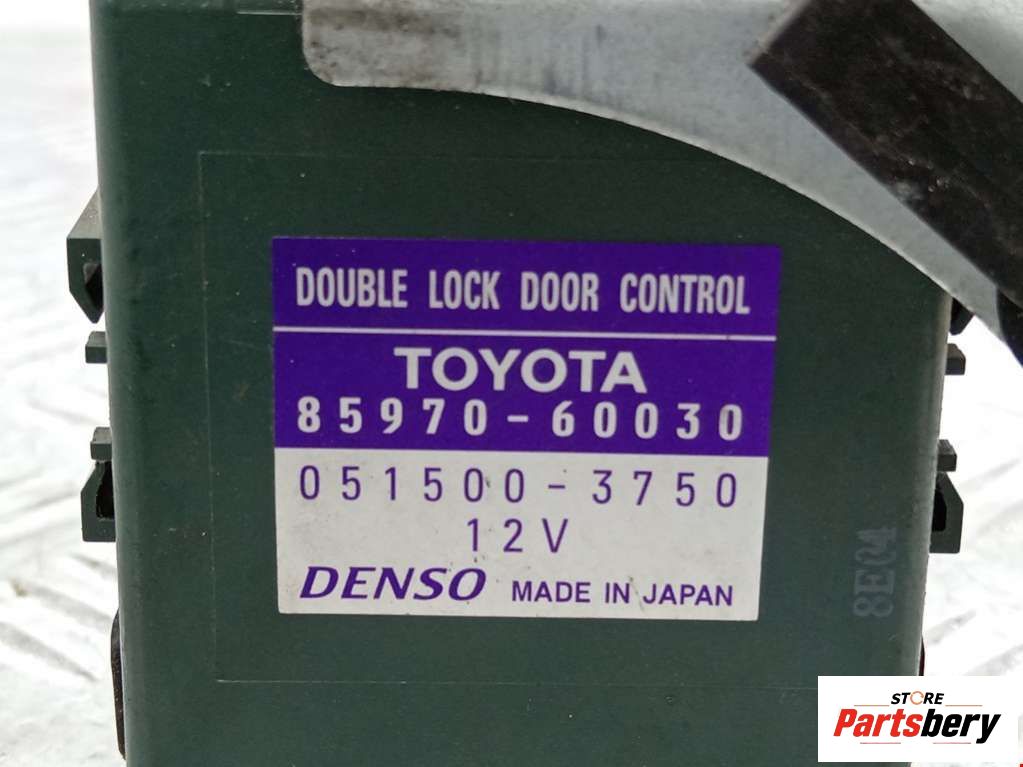 DOUBLE LOCK DOOR CONTROL
TOYOTA
85970-60030
051500-3750
12V
DENSO MADE IN JAPAN
8E04
STORE
Partsbery